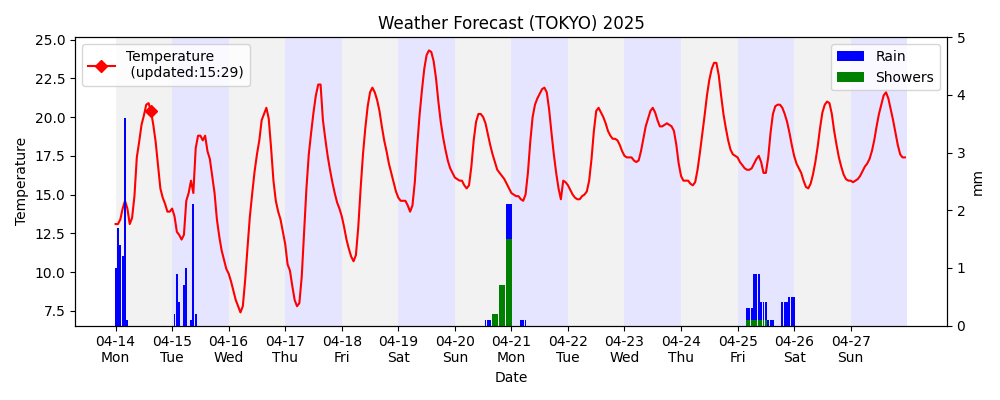 Weather Forecast (TOKYO) 2025
Temperature
(updated:15:29)
Rain
Showers
Temperature
25.0
22.5
20.0
17.5
15.0
12.5
10.0
7.5
5
4
3
2
1
0
mm
04-14 04-15 04-16 04-17 04-18 04-19 04-20 04-21 04-22 04-23 04-24 04-25 04-26 04-27
Mon Tue Wed Thu Fri Sat Sun Mon Tue Wed Thu Fri Sat Sun
Date